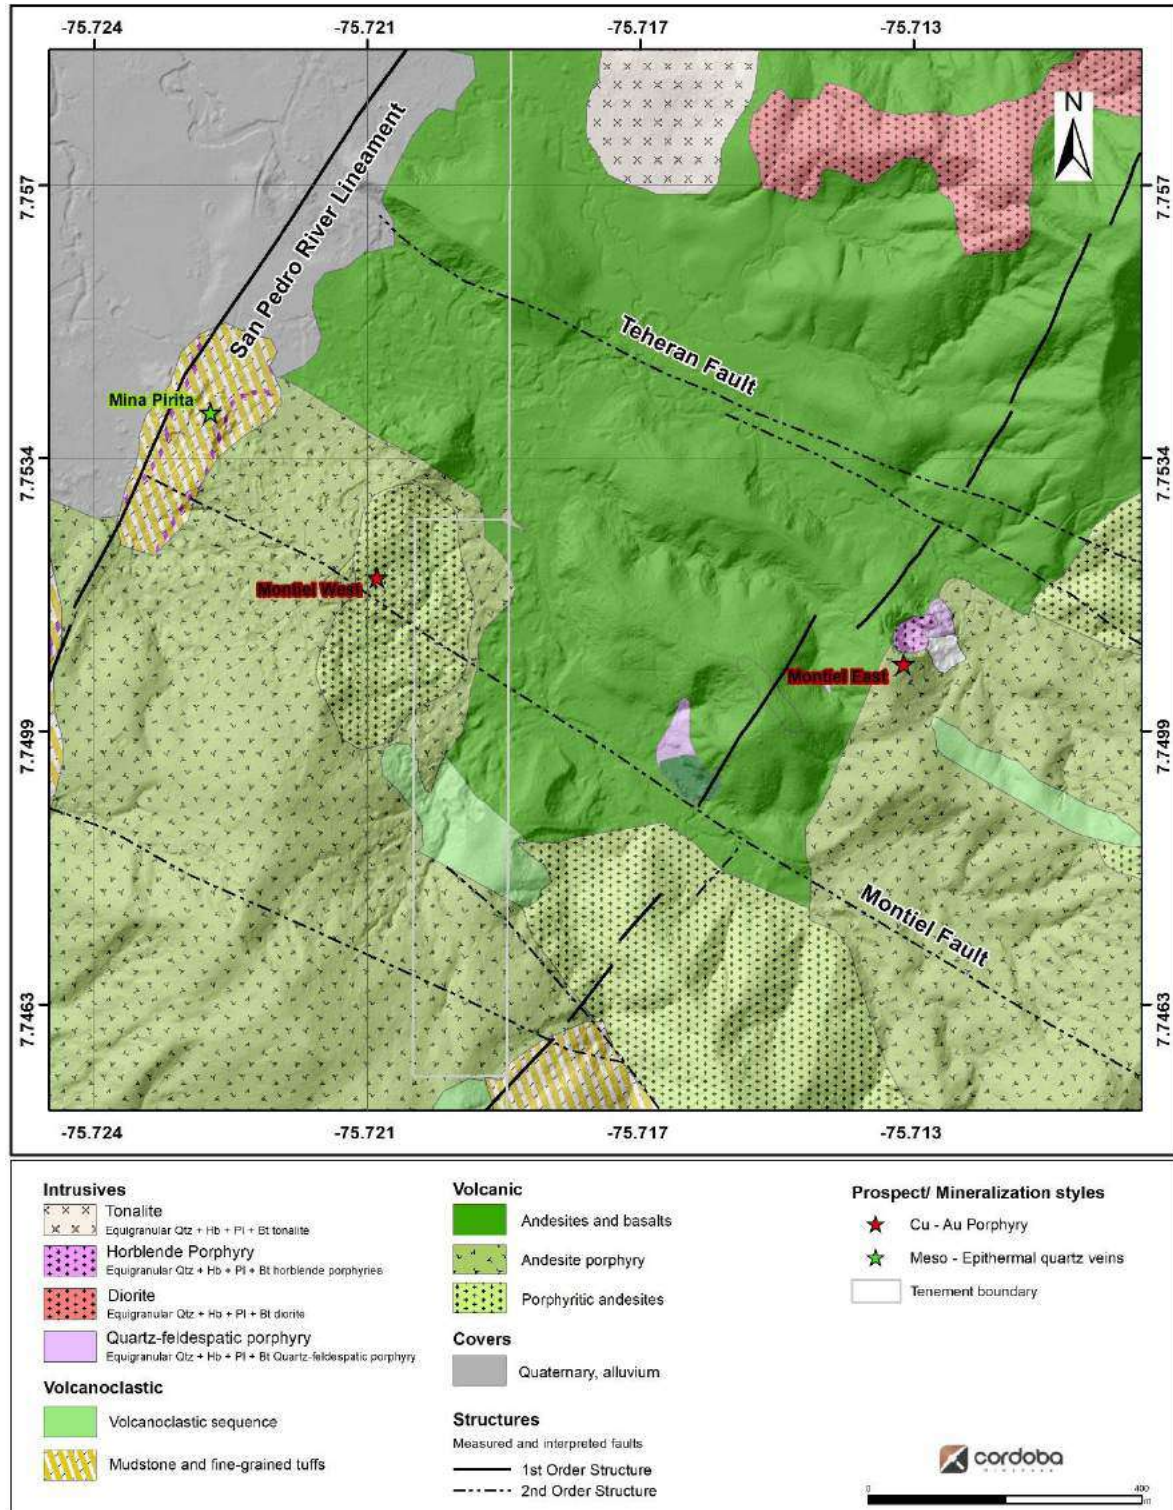 -75.724 -75.721 -75.717 -75.713
N
7.757 7.757
San Pedro River Lineament
Teheran Fault
Mina Pirita
7.7534 7.7534
Montiel West
Montiel East
7.7499 7.7499
Montiel Fault
7.7463 7.7463
-75.724 -75.721 -75.717 -75.713
Intrusives
Tonalite
Equigranular Qtz + Hb + Pl + Bt tonalite
Horblende Porphyry
Equigranular Qtz + Hb + Pl + Bt horblende porphyries
Diorite
Equigranular Qtz + Hb + Pl + Bt diorite
Quartz-feldespatic porphyry
Equigranular Qtz + Hb + Pl + Bt Quartz-feldespatic porphyry
Volcanoclastic
Volcanoclastic sequence
Mudstone and fine-grained tuffs
Volcanic
Andesites and basalts
Andesite porphyry
Porphyritic andesites
Covers
Quaternary, alluvium
Structures
Measured and interpreted faults
1st Order Structure
2nd Order Structure
Prospect/ Mineralization styles
Cu - Au Porphyry
Meso - Epithermal quartz veins
Tenement boundary
cordoba
0 400
m